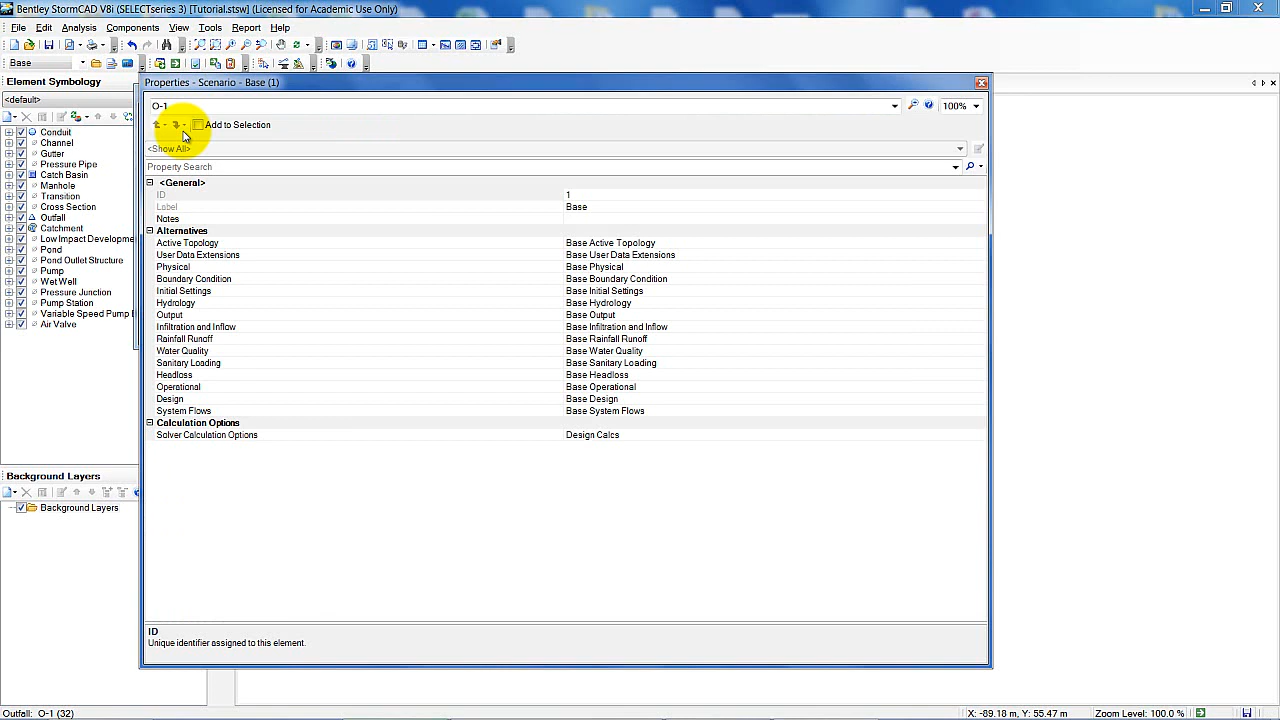 Bentley StormCAD V8i (SELECTseries 3) [Tutorial.stsw] (Licensed for Academic Use Only)
File Edit Analysis Components View Tools Report Help
Base
Element Symbology
<default>
Conduit
Channel
Gutter
Pressure Pipe
Catch Basin
Manhole
Transition
Cross Section
Outfall
Catchment
Low Impact Developme
Pond
Pond Outlet Structure
Pump
Wet Well
Pressure Junction
Pump Station
Variable Speed Pump
Air Valve
Background Layers
Background Layers
Properties - Scenario - Base (1)
O-1
100%
Add to Selection
<Show All>
Property Search
<General>
ID 1
Label Base
Notes
Alternatives
Active Topology Base Active Topology
User Data Extensions Base User Data Extensions
Physical Base Physical
Boundary Condition Base Boundary Condition
Initial Settings Base Initial Settings
Hydrology Base Hydrology
Output Base Output
Infiltration and Inflow Base Infiltration and Inflow
Rainfall Runoff Base Rainfall Runoff
Water Quality Base Water Quality
Sanitary Loading Base Sanitary Loading
Headloss Base Headloss
Operational Base Operational
Design Base Design
System Flows Base System Flows
Calculation Options
Solver Calculation Options Design Calcs
ID
Unique identifier assigned to this element.
Outfall: O-1 (32)
X: -89.18 m, Y: 55.47 m
Zoom Level: 100.0 %